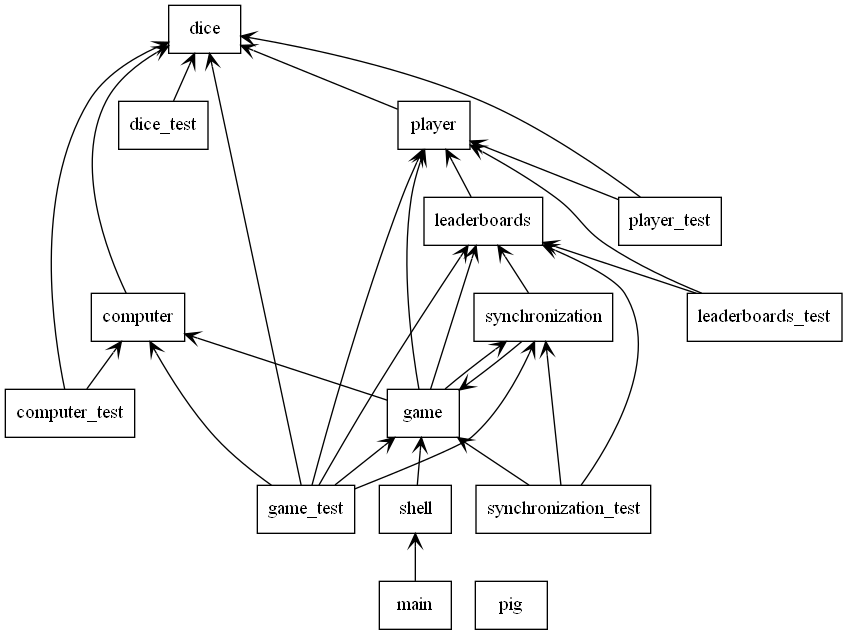 dice
dice_test
player
leaderboards
player_test
computer
synchronization
leaderboards_test
computer_test
game
game_test
shell
synchronization_test
main
pig